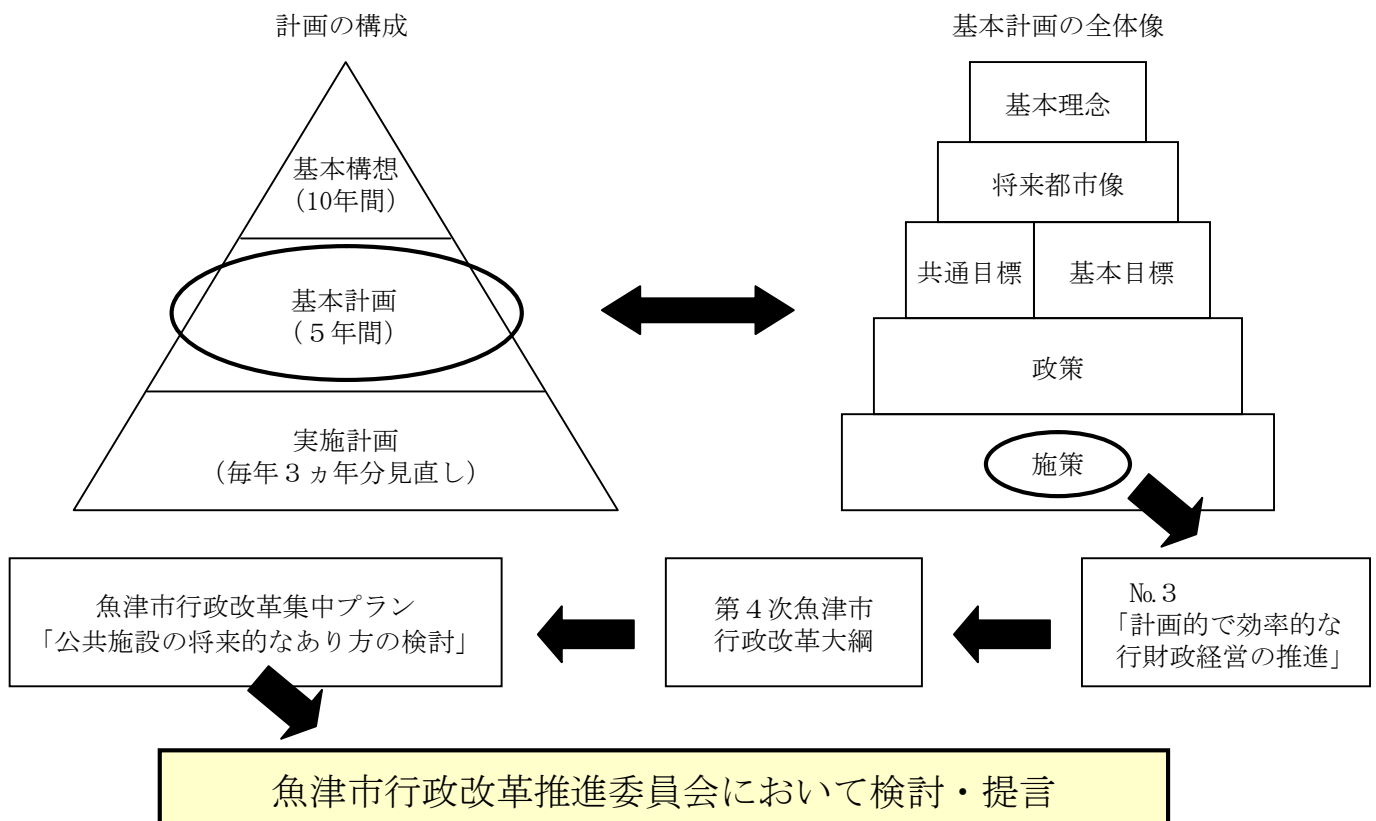 計画の構成
基本構想
（10年間）
基本計画
（５年間）
実施計画
（毎年３ヵ年分見直し）
基本計画の全体像
基本理念
将来都市像
共通目標
基本目標
政策
施策
№３
「計画的で効率的な
行財政経営の推進」
第４次魚津市
行政改革大綱
魚津市行政改革集中プラン
「公共施設の将来的なあり方の検討」
魚津市行政改革推進委員会において検討・提言